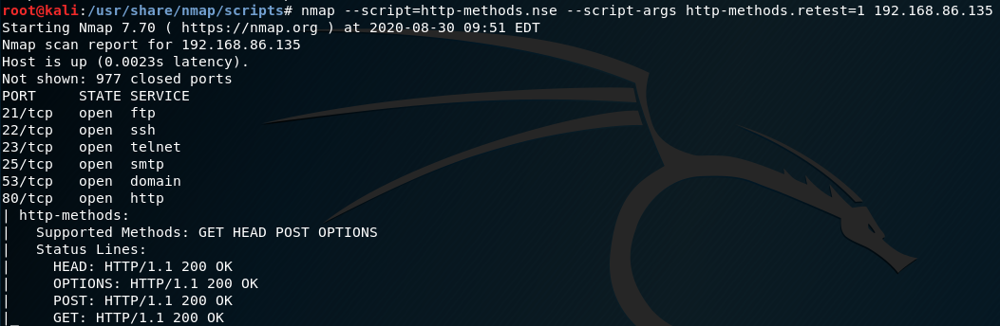 root@kali:/usr/share/nmap/scripts# nmap --script=http-methods.nse --script-args http-methods.retest=1 192.168.86.135
Starting Nmap 7.70 ( https://nmap.org ) at 2020-08-30 09:51 EDT
Nmap scan report for 192.168.86.135
Host is up (0.0023s latency).
Not shown: 977 closed ports
PORT     STATE SERVICE
21/tcp   open  ftp
22/tcp   open  ssh
23/tcp   open  telnet
25/tcp   open  smtp
53/tcp   open  domain
80/tcp   open  http
| http-methods:
|   Supported Methods: GET HEAD POST OPTIONS
|   Status Lines:
|     HEAD: HTTP/1.1 200 OK
|     OPTIONS: HTTP/1.1 200 OK
|     POST: HTTP/1.1 200 OK
|_    GET: HTTP/1.1 200 OK